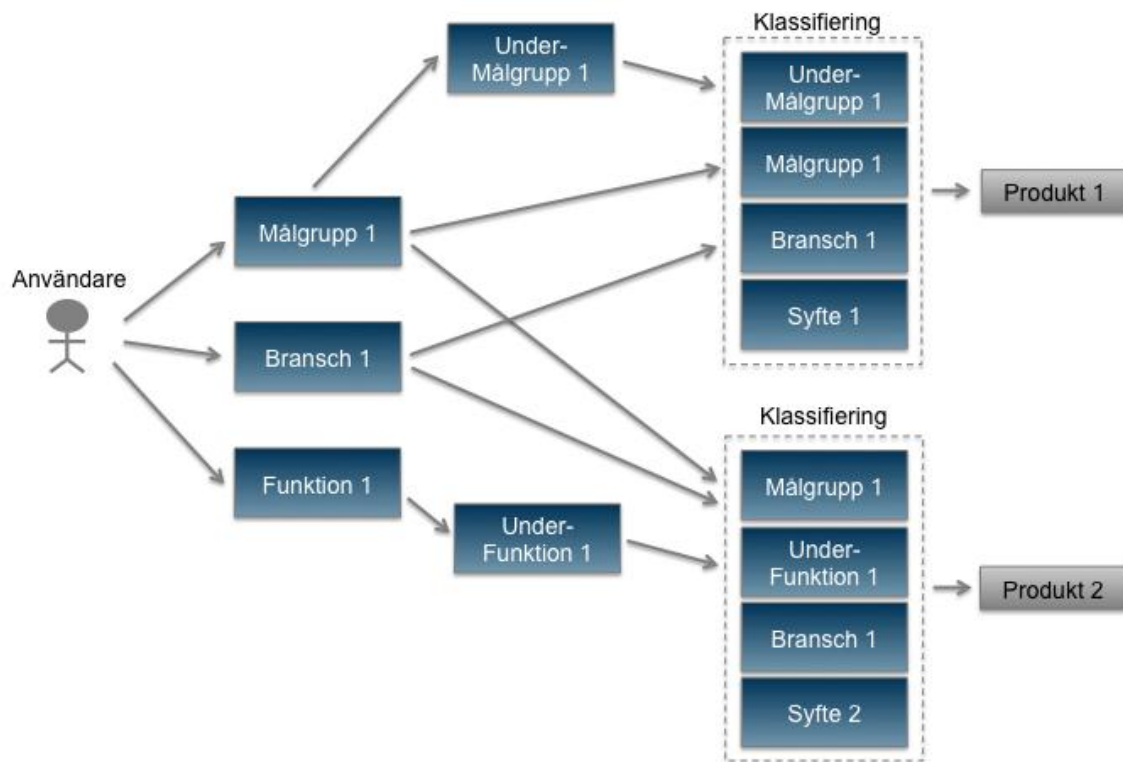 Klassifiering
Under-
Målgrupp 1
Under-
Målgrupp 1
Målgrupp 1
Produkt 1
Målgrupp 1
Bransch 1
Användare
Syfte 1
Bransch 1
Klassifiering
Funktion 1
Målgrupp 1
Under-
Funktion 1
Under-
Funktion 1
Produkt 2
Bransch 1
Syfte 2